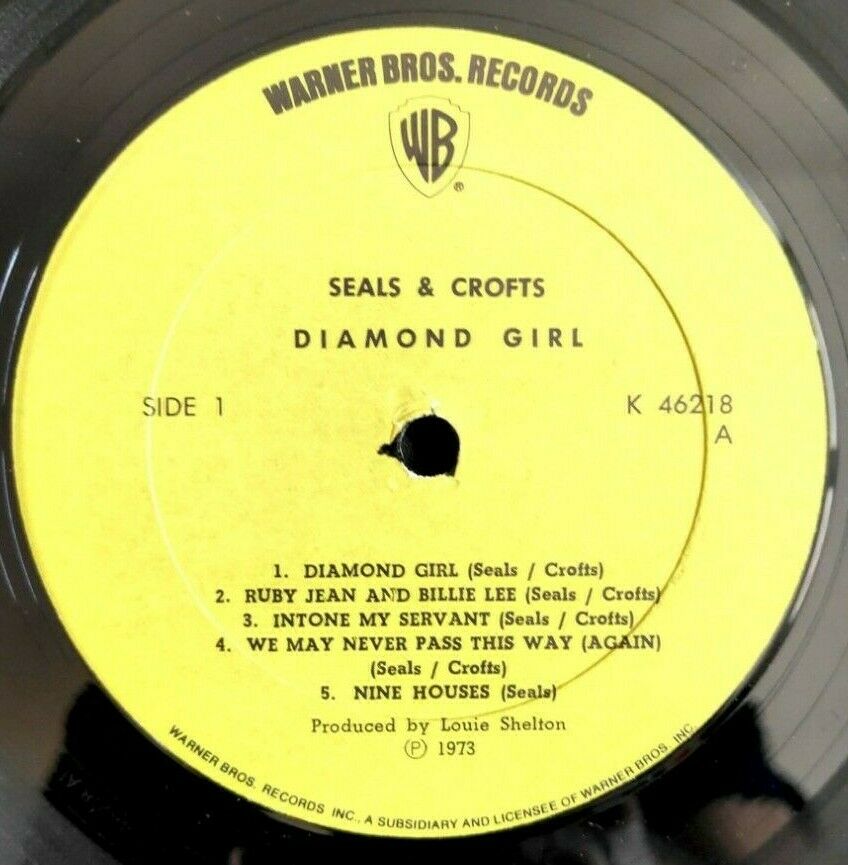 WARNER BROS. RECORDS
WB
®
SEALS & CROFTS
DIAMOND GIRL
SIDE 1
K 46218
A
1. DIAMOND GIRL (Seals / Crofts)
2. RUBY JEAN AND BILLIE LEE (Seals / Crofts)
3. INTONE MY SERVANT (Seals / Crofts)
4. WE MAY NEVER PASS THIS WAY (AGAIN)
(Seals / Crofts)
5. NINE HOUSES (Seals)
Produced by Louie Shelton
℗ 1973
WARNER BROS. RECORDS INC., A SUBSIDIARY AND LICENSEE OF WARNER BROS. INC.